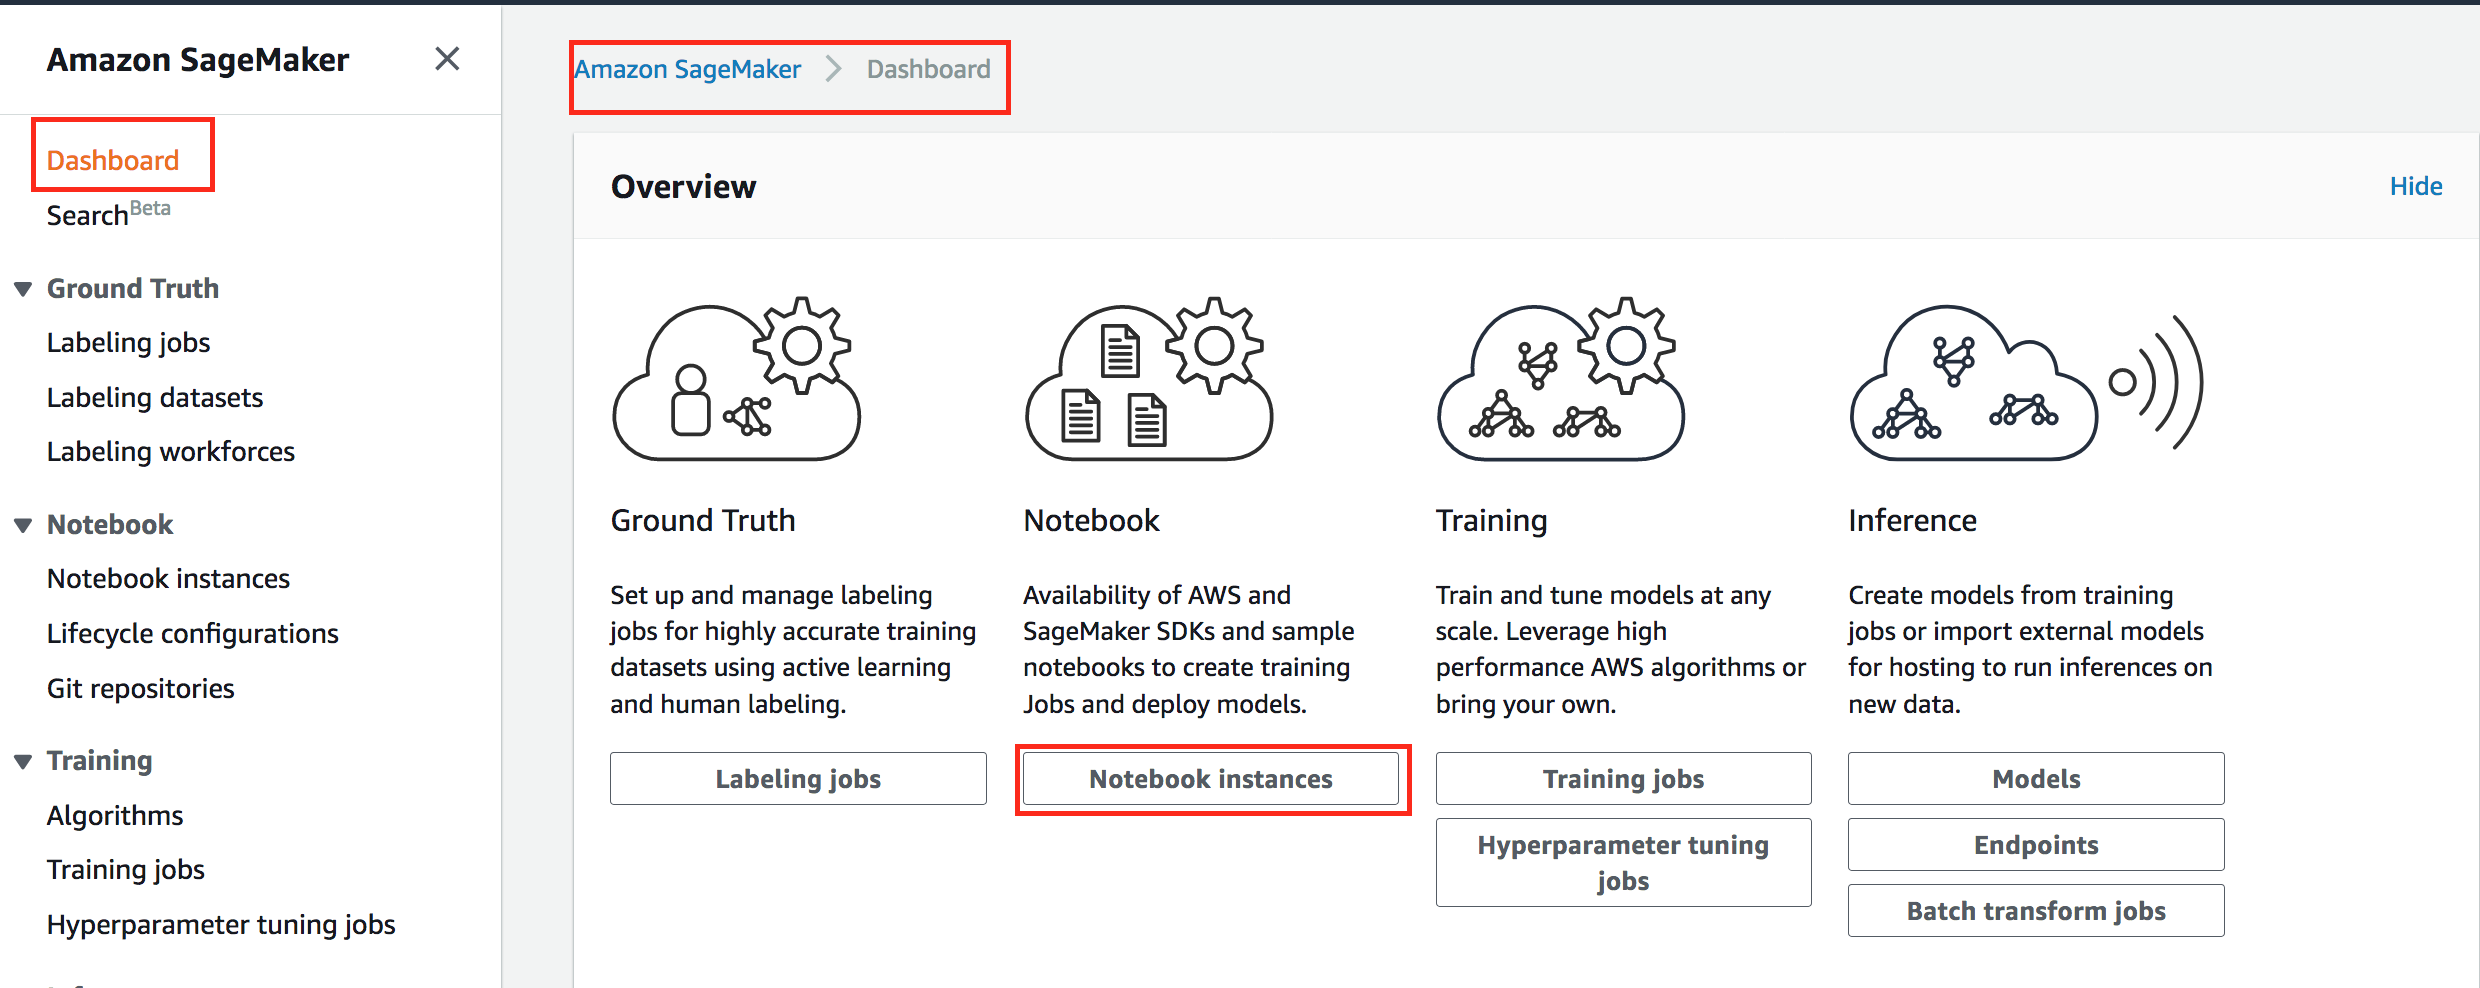 Amazon SageMaker
Dashboard
Search Beta
Ground Truth
Labeling jobs
Labeling datasets
Labeling workforces
Notebook
Notebook instances
Lifecycle configurations
Git repositories
Training
Algorithms
Training jobs
Hyperparameter tuning jobs
Amazon SageMaker > Dashboard
Overview
Hide
Ground Truth
Set up and manage labeling
jobs for highly accurate training
datasets using active learning
and human labeling.
Labeling jobs
Notebook
Availability of AWS and
SageMaker SDKs and sample
notebooks to create training
Jobs and deploy models.
Notebook instances
Training
Train and tune models at any
scale. Leverage high
performance AWS algorithms or
bring your own.
Training jobs
Hyperparameter tuning
jobs
Inference
Create models from training
jobs or import external models
for hosting to run inferences on
new data.
Models
Endpoints
Batch transform jobs